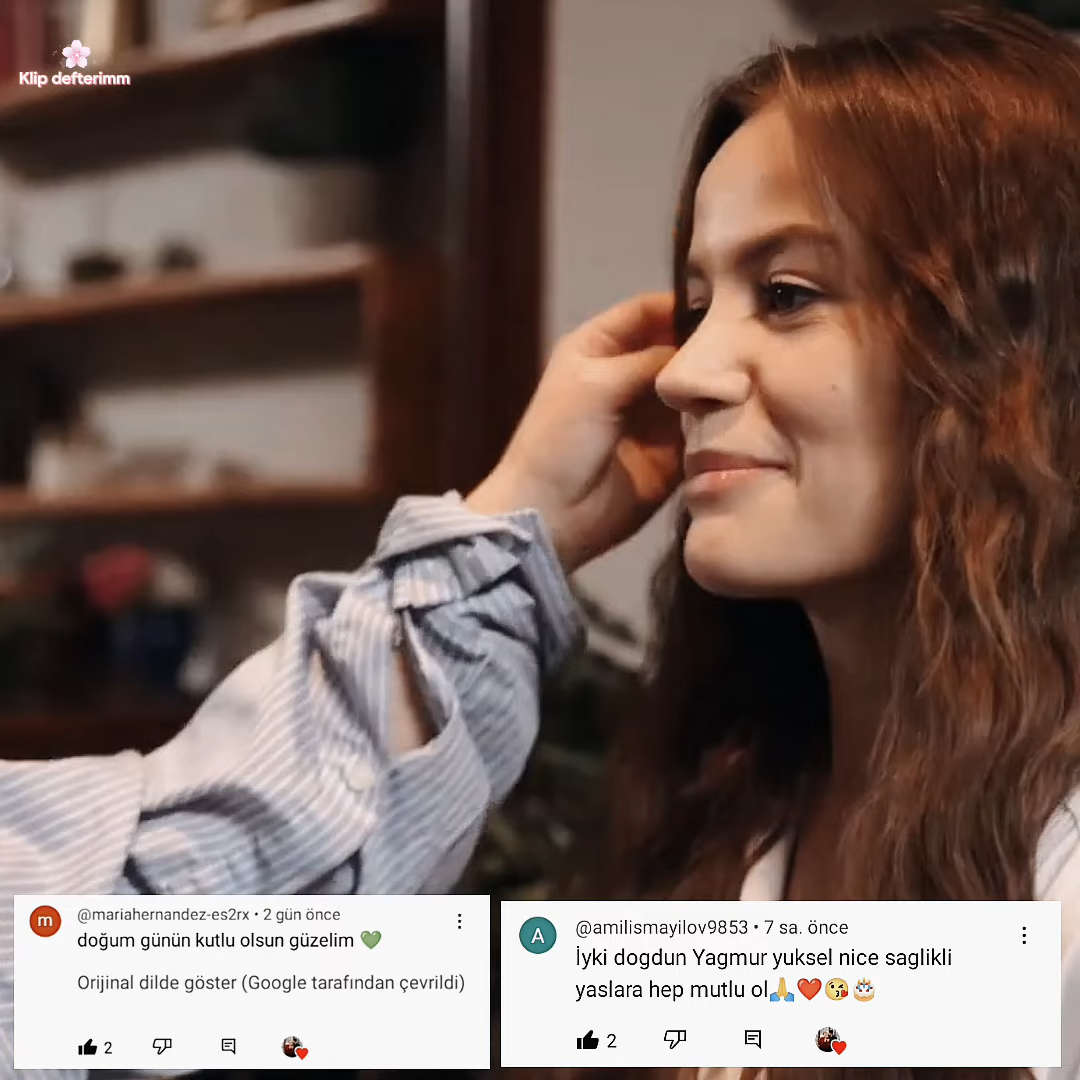 Klip defterimm
m
@mariahernandez-es2rx • 2 gün önce
doğum günün kutlu olsun güzelim 💚
Orijinal dilde göster (Google tarafından çevrildi)
2
A
@amilismayilov9853 • 7 sa. önce
İyki dogdun Yagmur yuksel nice saglikli
yaslara hep mutlu ol🙏❤️😘🎂
2